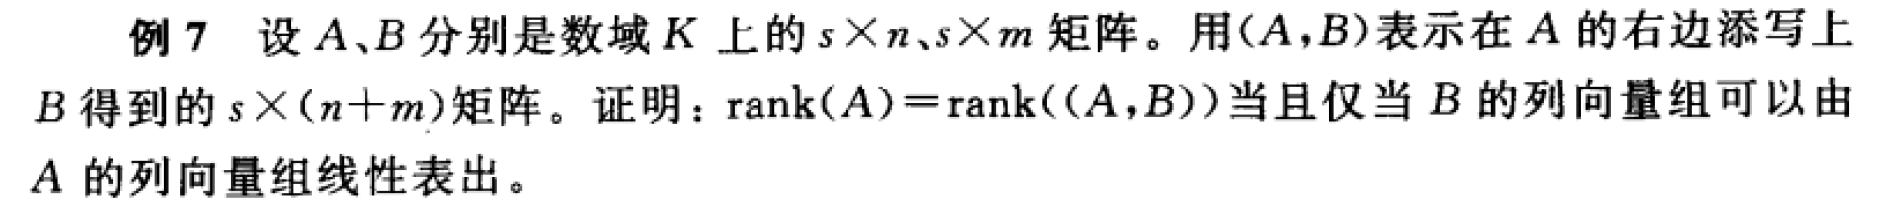 例 7 设 A、B 分别是数域 K 上的 s×n、s×m 矩阵。用(A,B)表示在 A 的右边添写上
B 得到的 s×(n+m)矩阵。证明：rank(A)=rank((A,B))当且仅当 B 的列向量组可以由
A 的列向量组线性表出。